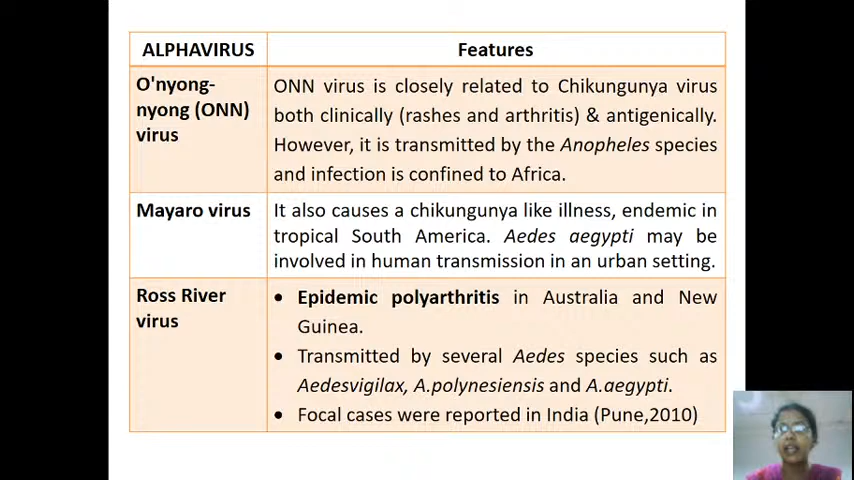 ALPHAVIRUS
Features
O'nyong-
nyong (ONN)
virus
ONN virus is closely related to Chikungunya virus
both clinically (rashes and arthritis) & antigenically.
However, it is transmitted by the Anopheles species
and infection is confined to Africa.
Mayaro virus
It also causes a chikungunya like illness, endemic in
tropical South America. Aedes aegypti may be
involved in human transmission in an urban setting.
Ross River
virus
• Epidemic polyarthritis in Australia and New
Guinea.
• Transmitted by several Aedes species such as
Aedesvigilax, A.polynesiensis and A.aegypti.
• Focal cases were reported in India (Pune,2010)